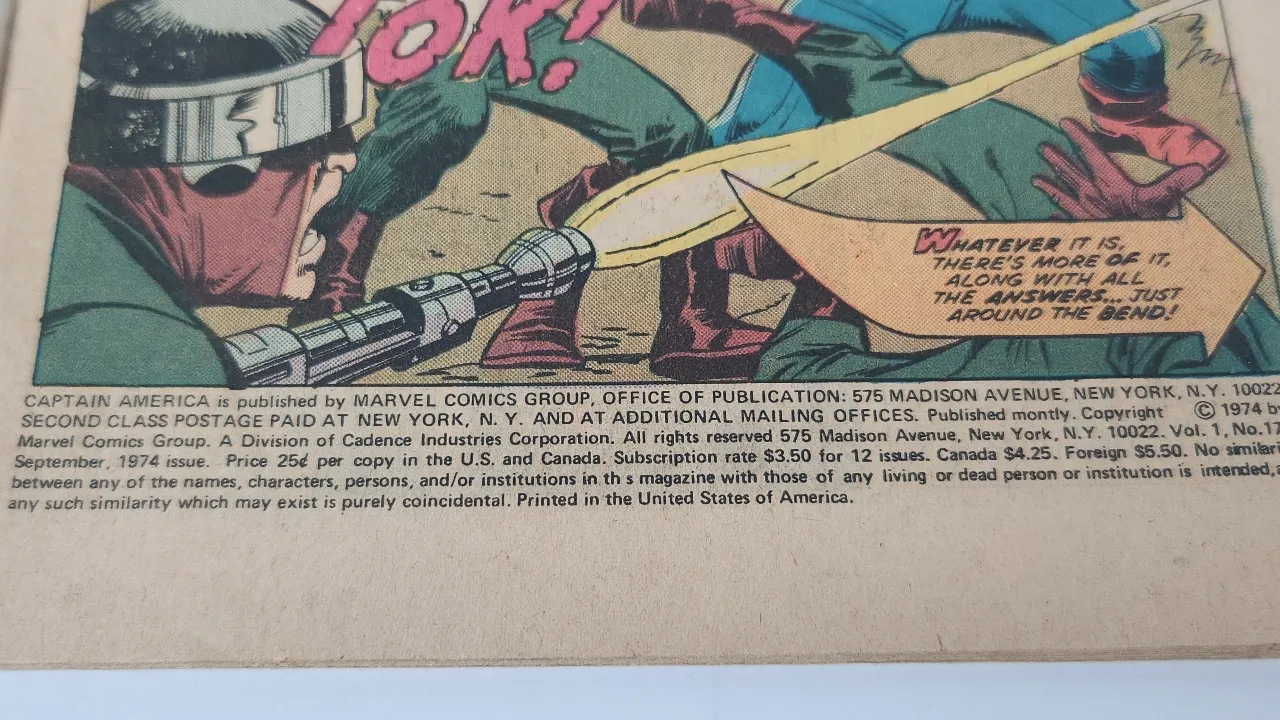 TOK!
WHATEVER IT IS,
THERE'S MORE OF IT,
ALONG WITH ALL
THE ANSWERS... JUST
AROUND THE BEND!
CAPTAIN AMERICA is published by MARVEL COMICS GROUP, OFFICE OF PUBLICATION: 575 MADISON AVENUE, NEW YORK, N.Y. 10022
SECOND CLASS POSTAGE PAID AT NEW YORK, N. Y. AND AT ADDITIONAL MAILING OFFICES. Published montly. Copyright © 1974 b
Marvel Comics Group. A Division of Cadence Industries Corporation. All rights reserved 575 Madison Avenue, New York, N.Y. 10022. Vol. 1, No.17
September, 1974 issue. Price 25¢ per copy in the U.S. and Canada. Subscription rate $3.50 for 12 issues. Canada $4.25. Foreign $5.50. No similari
between any of the names, characters, persons, and/or institutions in th s magazine with those of any living or dead person or institution is intended,
any such similarity which may exist is purely coincidental. Printed in the United States of America.